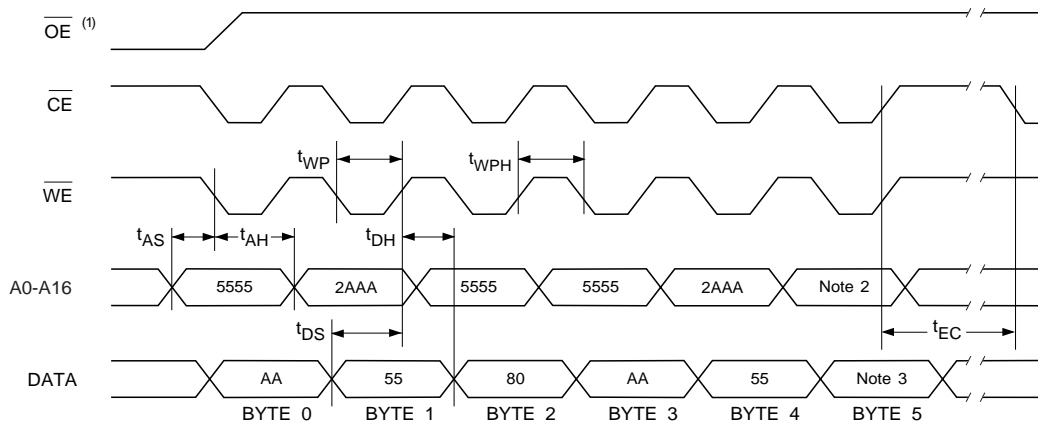 OE (1)
CE
tWP
tWPH
WE
tAS
tAH
tDH
A0-A16
5555
2AAA
5555
5555
2AAA
Note 2
tDS
tEC
DATA
AA
55
80
AA
55
Note 3
BYTE 0
BYTE 1
BYTE 2
BYTE 3
BYTE 4
BYTE 5